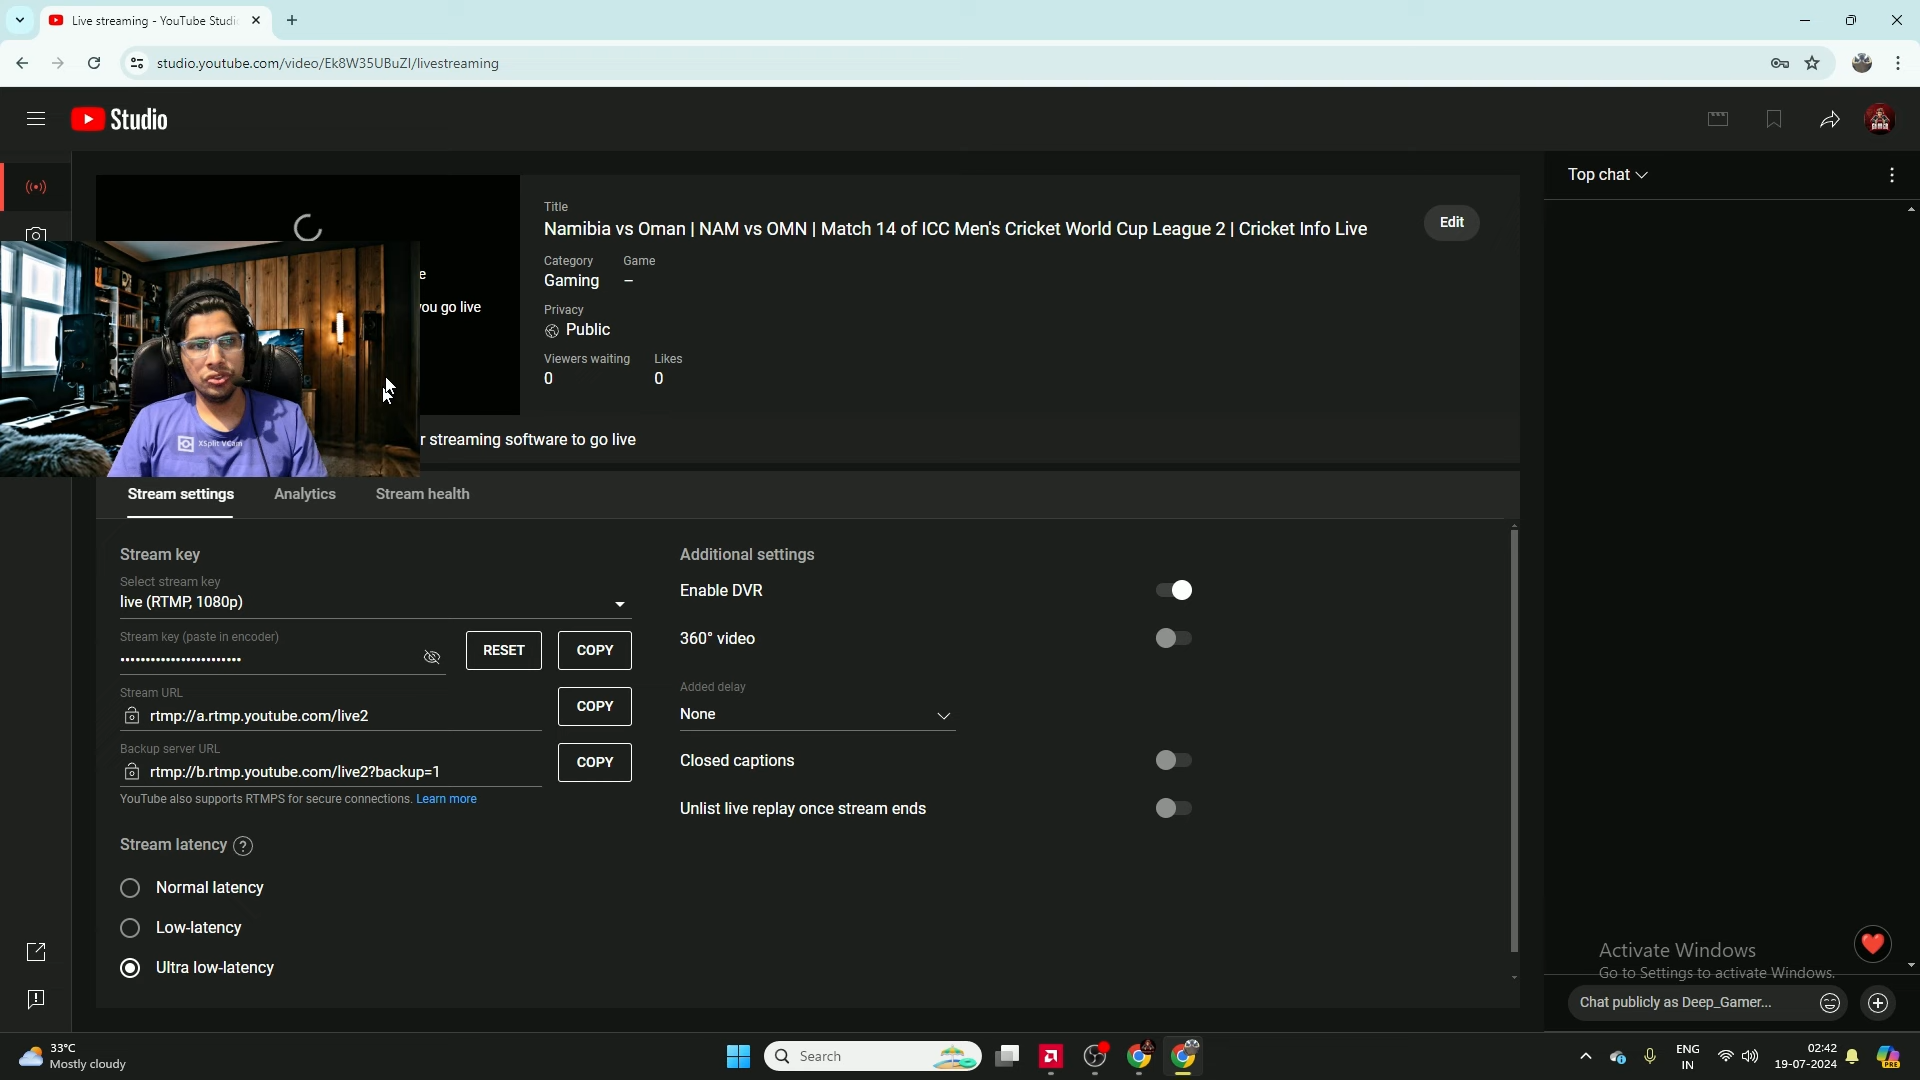 Live streaming - YouTube Studi
studio.youtube.com/video/Ek8W35UBuZI/livestreaming
Studio
Top chat
Title
Namibia vs Oman | NAM vs OMN | Match 14 of ICC Men's Cricket World Cup League 2 | Cricket Info Live
Edit
Category Game
Gaming –
Privacy
Public
Viewers waiting Likes
0 0
e
you go live
XSplit VCam
r streaming software to go live
Stream settings Analytics Stream health
Stream key
Select stream key
live (RTMP, 1080p)
Stream key (paste in encoder)
••••••••••••••••••••••••
RESET COPY
Stream URL
rtmp://a.rtmp.youtube.com/live2
COPY
Backup server URL
rtmp://b.rtmp.youtube.com/live2?backup=1
COPY
YouTube also supports RTMPS for secure connections. Learn more
Stream latency ?
Normal latency
Low-latency
Ultra low-latency
Additional settings
Enable DVR
360° video
Added delay
None
Closed captions
Unlist live replay once stream ends
Activate Windows
Go to Settings to activate Windows.
Chat publicly as Deep_Gamer...
33°C
Mostly cloudy
Search
ENG
IN
02:42
19-07-2024
PRE